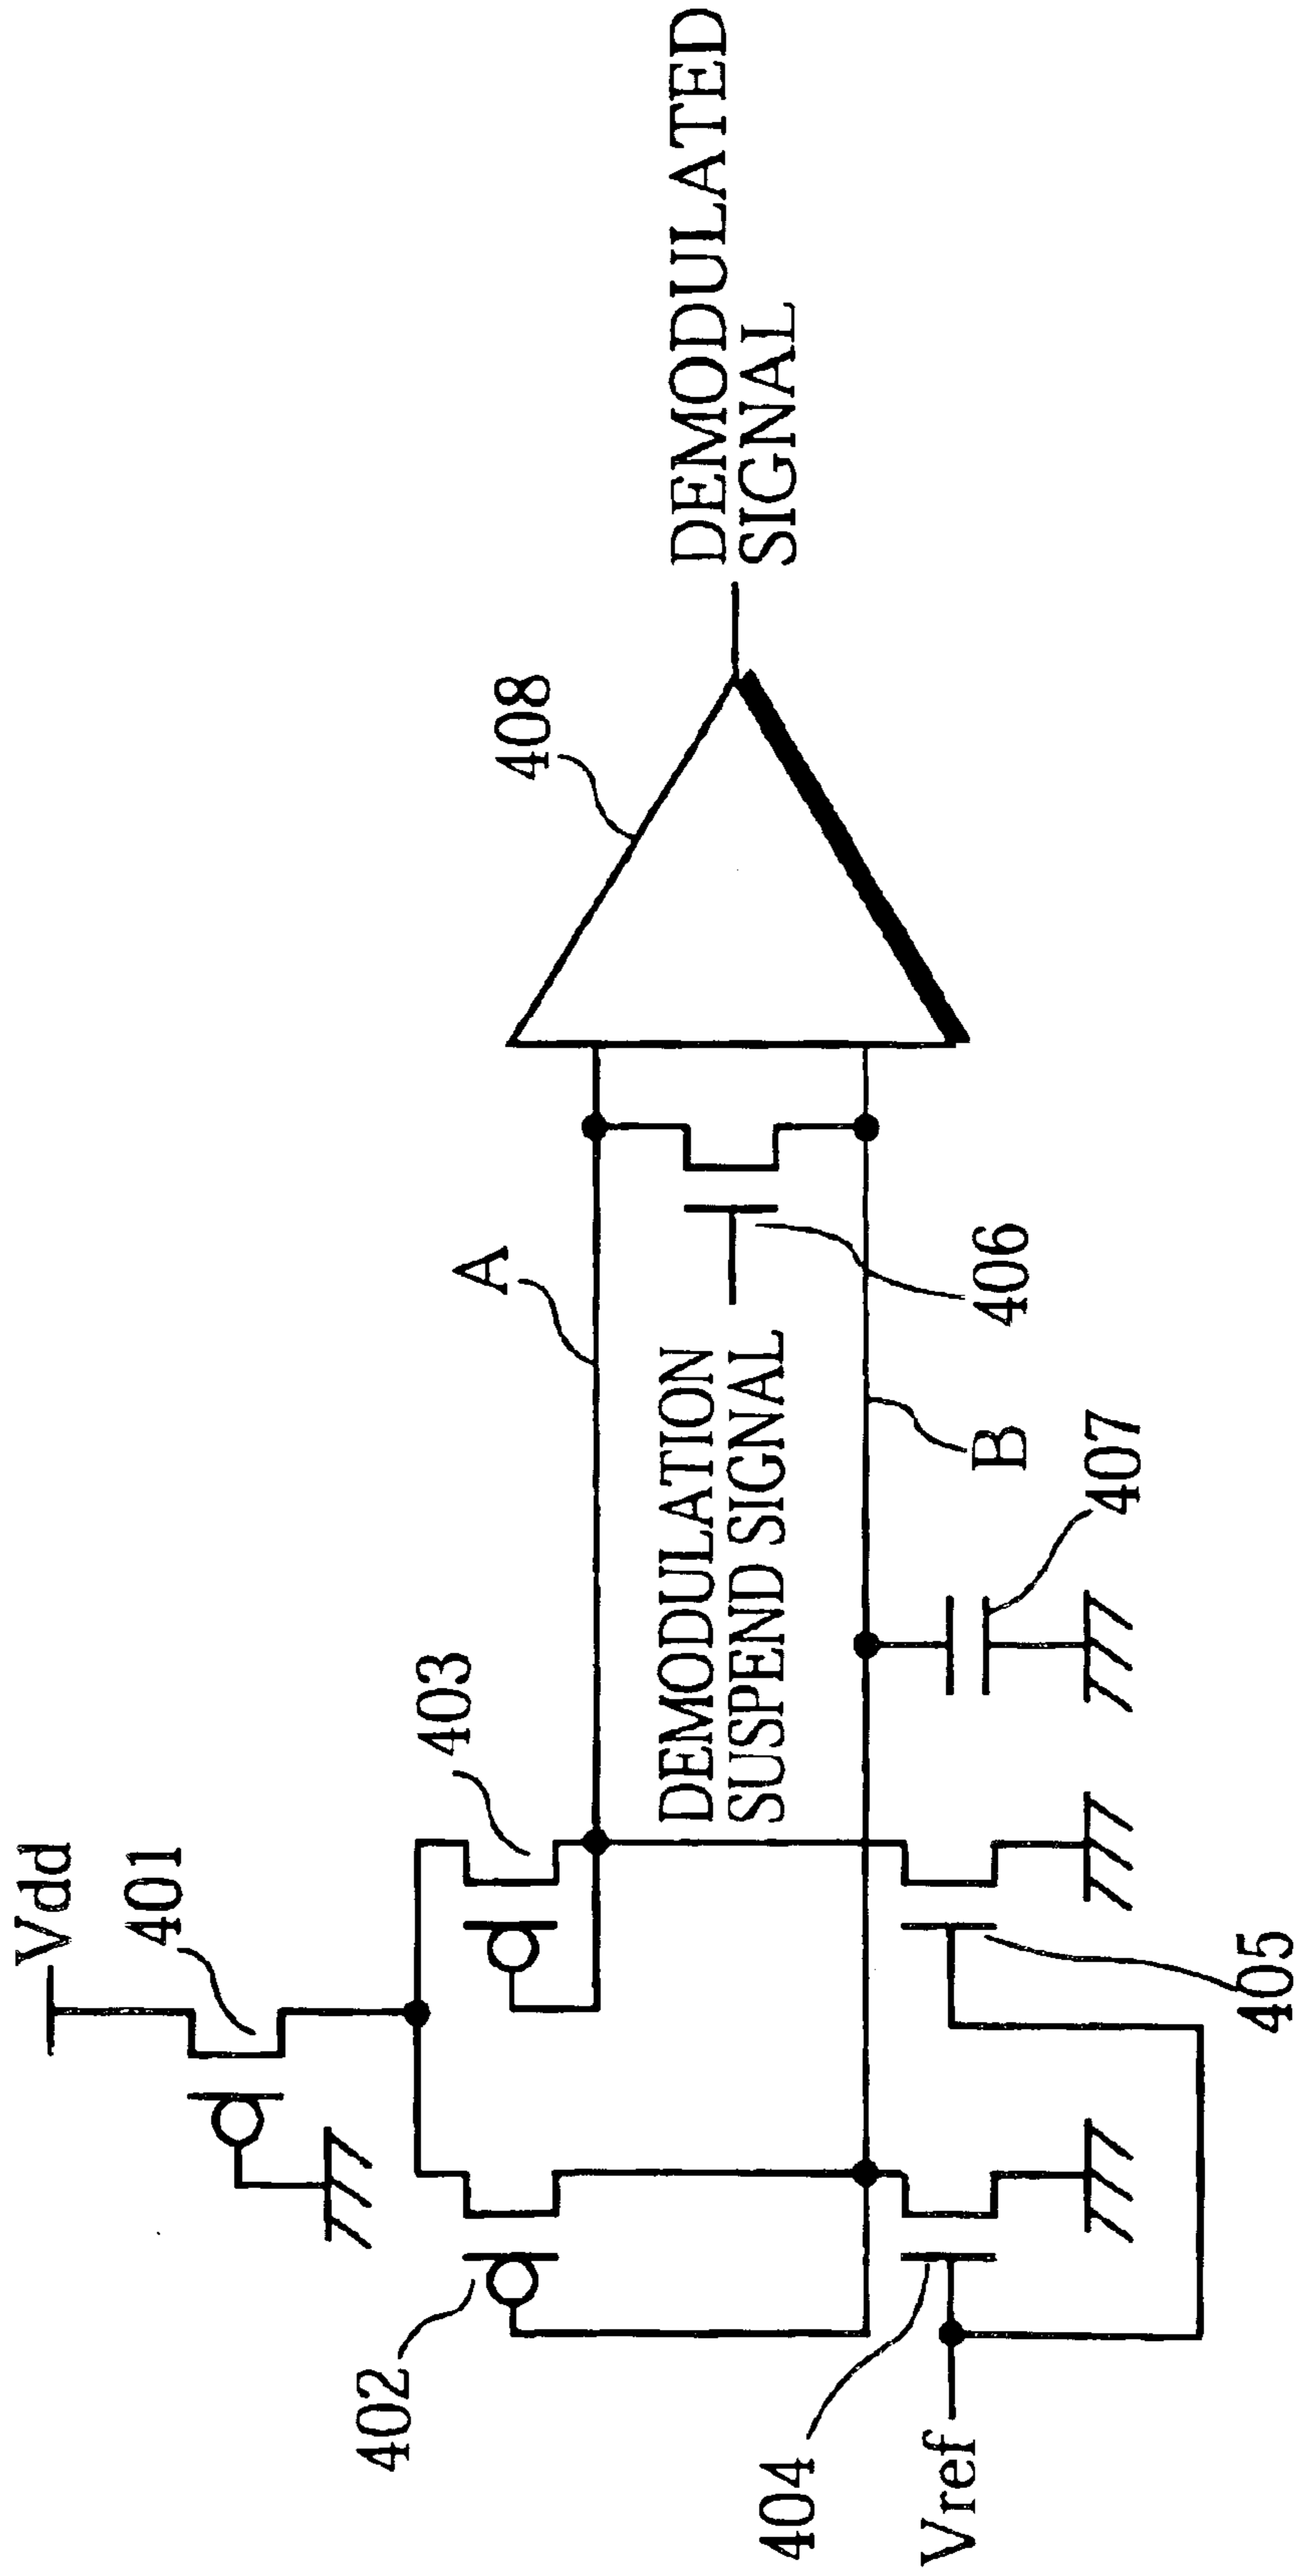 Vdd
401
402
403
A
408
DEMODULATED
SIGNAL
DEMODULATION
SUSPEND SIGNAL
406
B
407
404
405
Vref